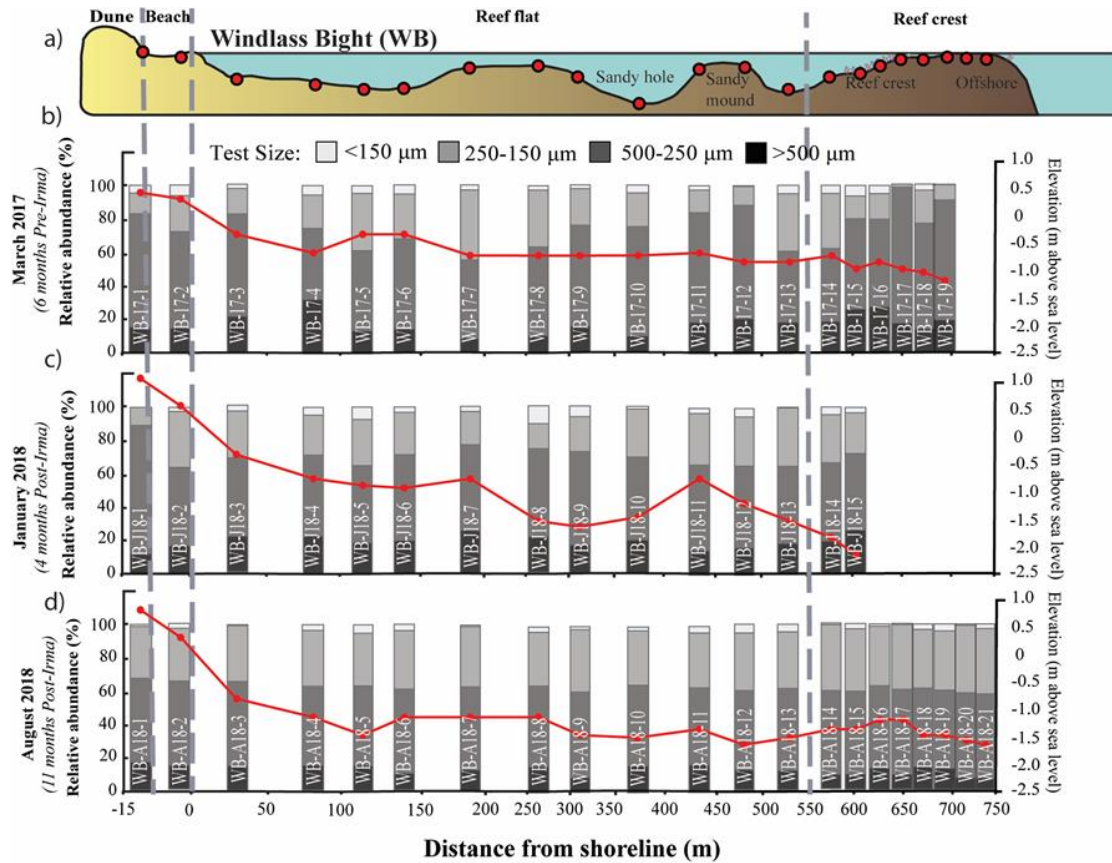 Dune Beach Reef flat Reef crest
a) Windlass Bight (WB)
Sandy hole Sandy mound Reef crest Offshore
b)
Test Size: <150 μm 250-150 μm 500-250 μm >500 μm
March 2017
(6 months Pre-Irma)
Relative abundance (%)
100
80
60
40
20
0
WB-17-1 WB-17-2 WB-17-3 WB-17-4 WB-17-5 WB-17-6 WB-17-7 WB-17-8 WB-17-9 WB-17-10 WB-17-11 WB-17-12 WB-17-13 WB-17-14 WB-17-15 WB-17-16 WB-17-17 WB-17-18 WB-17-19
1.0
0.5
0
-0.5
-1.0
-1.5
-2.0
-2.5
Elevation (m above sea level)
c)
January 2018
(4 months Post-Irma)
Relative abundance (%)
100
80
60
40
20
0
WB-J18-1 WB-J18-2 WB-J18-3 WB-J18-4 WB-J18-5 WB-J18-6 WB-J18-7 WB-J18-8 WB-J18-9 WB-J18-10 WB-J18-11 WB-J18-12 WB-J18-13 WB-J18-14 WB-J18-15
1.0
0.5
0
-0.5
-1.0
-1.5
-2.0
-2.5
Elevation (m above sea level)
d)
August 2018
(11 months Post-Irma)
Relative abundance (%)
100
80
60
40
20
0
WB-A18-1 WB-A18-2 WB-A18-3 WB-A18-4 WB-A18-5 WB-A18-6 WB-A18-7 WB-A18-8 WB-A18-9 WB-A18-10 WB-A18-11 WB-A18-12 WB-A18-13 WB-A18-14 WB-A18-15 WB-A18-16 WB-A18-17 WB-A18-18 WB-A18-19 WB-A18-20 WB-A18-21
1.0
0.5
0
-0.5
-1.0
-1.5
-2.0
-2.5
Elevation (m above sea level)
-15 0 50 100 150 200 250 300 350 400 450 500 550 600 650 700 750
Distance from shoreline (m)